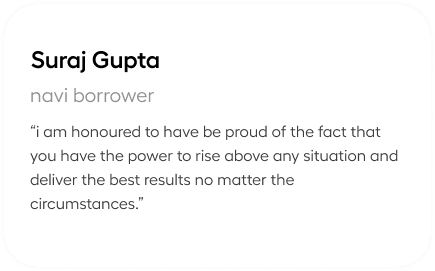 Suraj Gupta
navi borrower
“i am honoured to have be proud of the fact that
you have the power to rise above any situation and
deliver the best results no matter the
circumstances.”